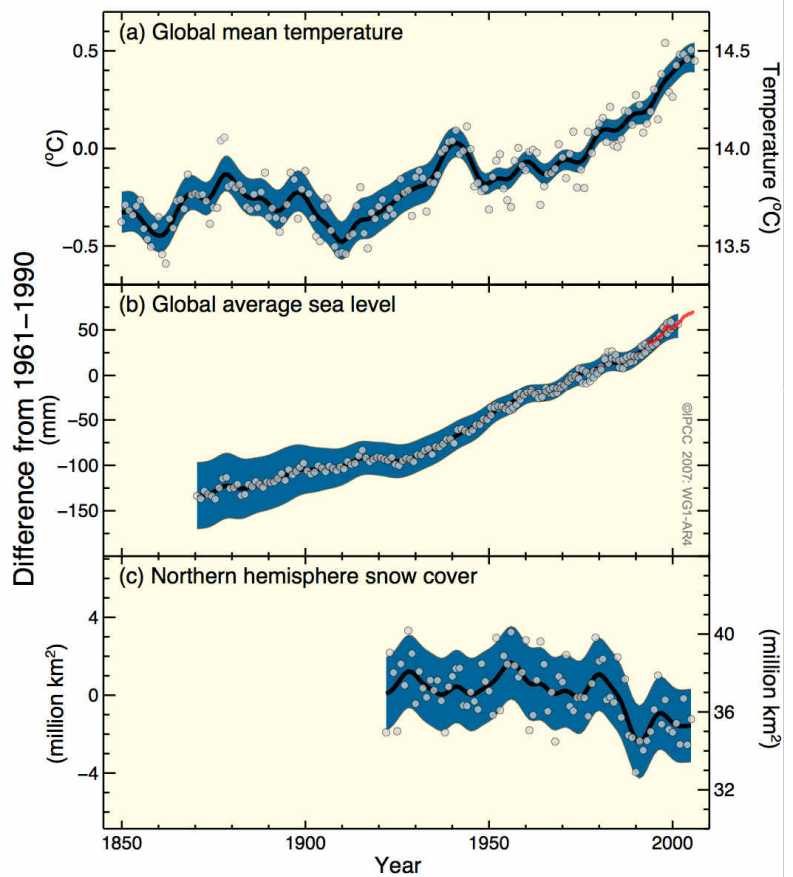 (a) Global mean temperature
0.5
0.0
−0.5
(°C)
14.5
14.0
13.5
Temperature (°C)
Difference from 1961−1990
(b) Global average sea level
50
0
−50
−100
−150
(mm)
©IPCC 2007: WG1-AR4
(c) Northern hemisphere snow cover
4
0
−4
(million km²)
40
36
32
(million km²)
1850
1900
1950
2000
Year